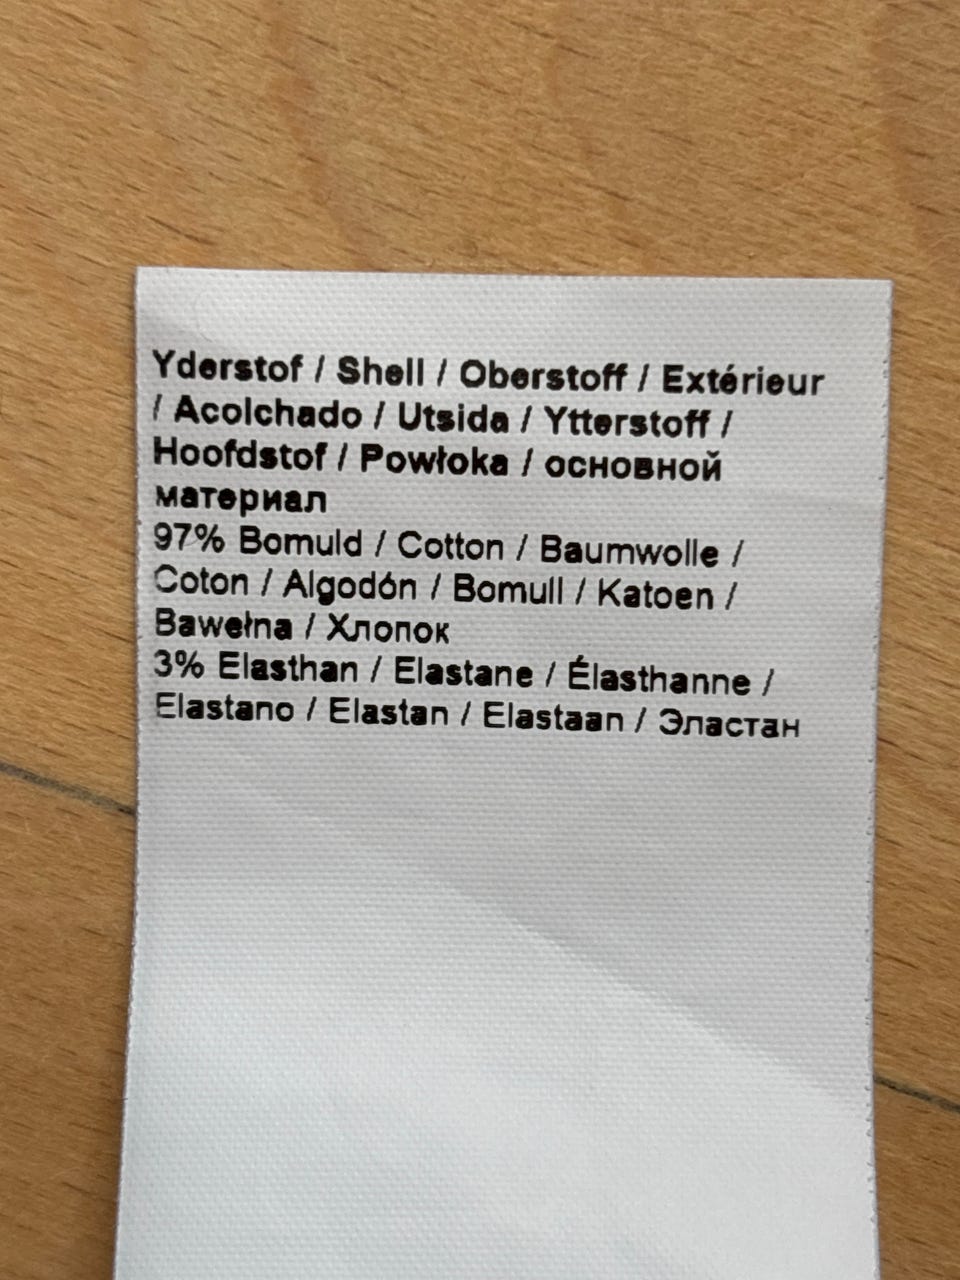 Yderstof / Shell / Oberstoff / Extérieur
/ Acolchado / Utsida / Ytterstoff /
Hoofdstof / Powłoka / основной
материал
97% Bomuld / Cotton / Baumwolle /
Coton / Algodón / Bomull / Katoen /
Bawełna / Хлопок
3% Elasthan / Elastane / Élasthanne /
Elastano / Elastan / Elastaan / Эластан